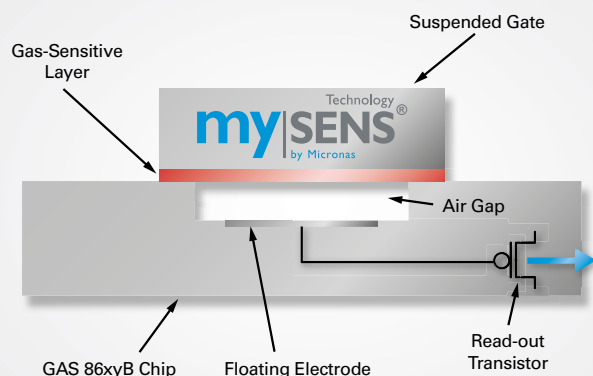 Suspended Gate
Gas-Sensitive
Layer
Technology
my|SENS®
by Micronas
Air Gap
GAS 86xyB Chip
Floating Electrode
Read-out
Transistor